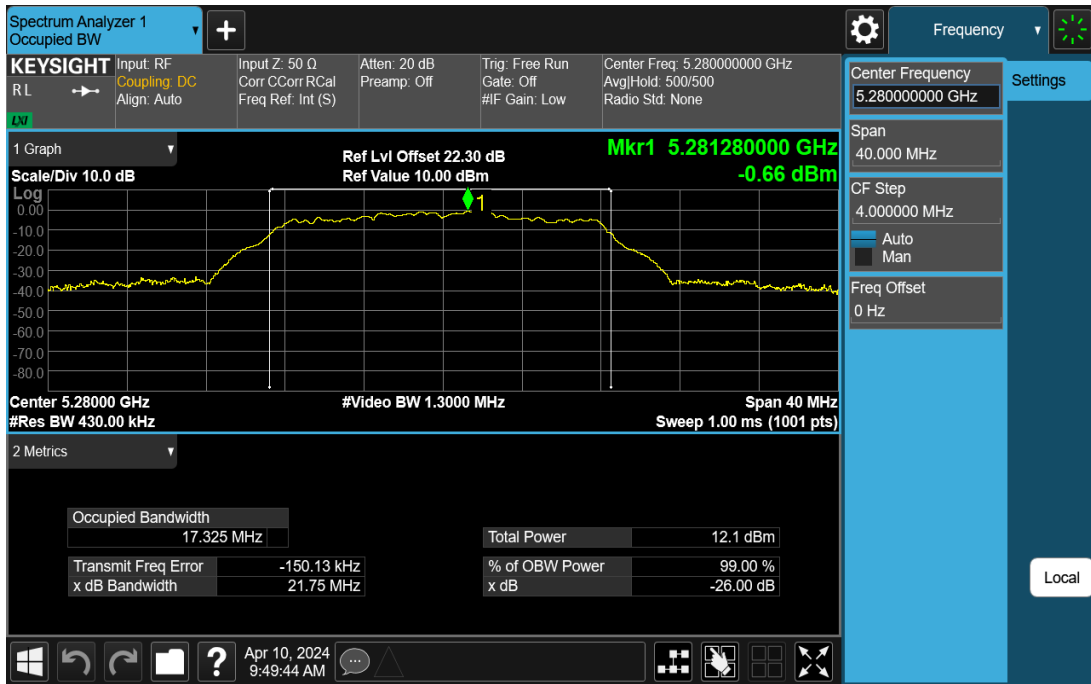 Spectrum Analyzer 1
Occupied BW
+
Frequency
KEYSIGHT
RL
LXI
Input: RF
Coupling: DC
Align: Auto
Input Z: 50 Ω
Corr CCorr RCal
Freq Ref: Int (S)
Atten: 20 dB
Preamp: Off
Trig: Free Run
Gate: Off
#IF Gain: Low
Center Freq: 5.280000000 GHz
Avg|Hold: 500/500
Radio Std: None
Center Frequency
5.280000000 GHz
Settings
Span
40.000 MHz
CF Step
4.000000 MHz
Auto
Man
Freq Offset
0 Hz
Local
1 Graph
Scale/Div 10.0 dB
Ref Lvl Offset 22.30 dB
Ref Value 10.00 dBm
Mkr1 5.281280000 GHz
-0.66 dBm
Log
0.00
-10.0
-20.0
-30.0
-40.0
-50.0
-60.0
-70.0
-80.0
1
Center 5.28000 GHz
#Video BW 1.3000 MHz
Span 40 MHz
#Res BW 430.00 kHz
Sweep 1.00 ms (1001 pts)
2 Metrics
Occupied Bandwidth
17.325 MHz
Total Power 12.1 dBm
Transmit Freq Error -150.13 kHz
% of OBW Power 99.00 %
x dB Bandwidth 21.75 MHz
x dB -26.00 dB
?
Apr 10, 2024
9:49:44 AM